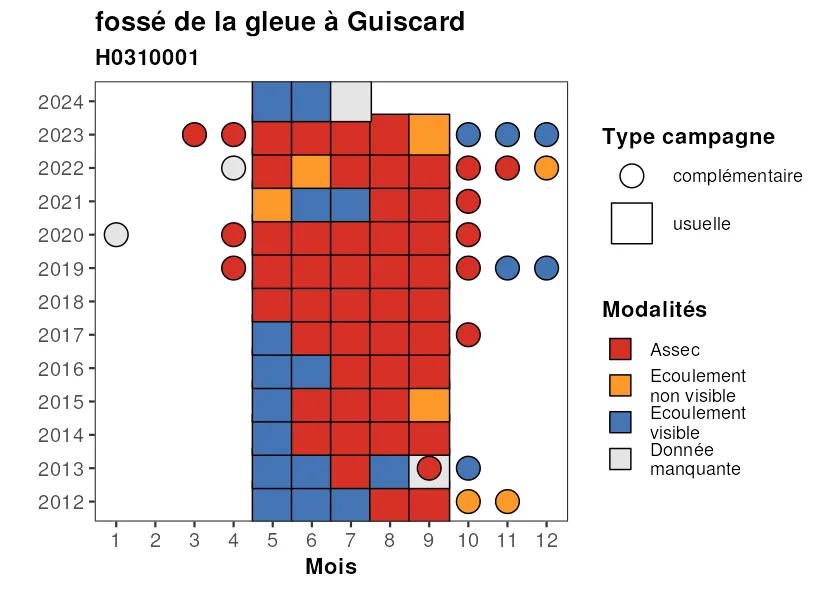 fossé de la gleue à Guiscard
H0310001
2024
2023
2022
2021
2020
2019
2018
2017
2016
2015
2014
2013
2012
1 2 3 4 5 6 7 8 9 10 11 12
Mois
Type campagne
complémentaire
usuelle
Modalités
Assec
Ecoulement
non visible
Ecoulement
visible
Donnée
manquante